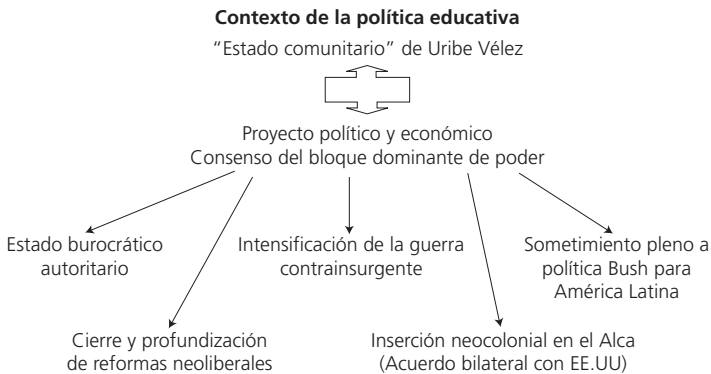 Contexto de la política educativa
“Estado comunitario” de Uribe Vélez
Proyecto político y económico
Consenso del bloque dominante de poder
Estado burocrático
autoritario
Intensificación de la guerra
contrainsurgente
Sometimiento pleno a
política Bush para
América Latina
Cierre y profundización
de reformas neoliberales
Inserción neocolonial en el Alca
(Acuerdo bilateral con EE.UU)